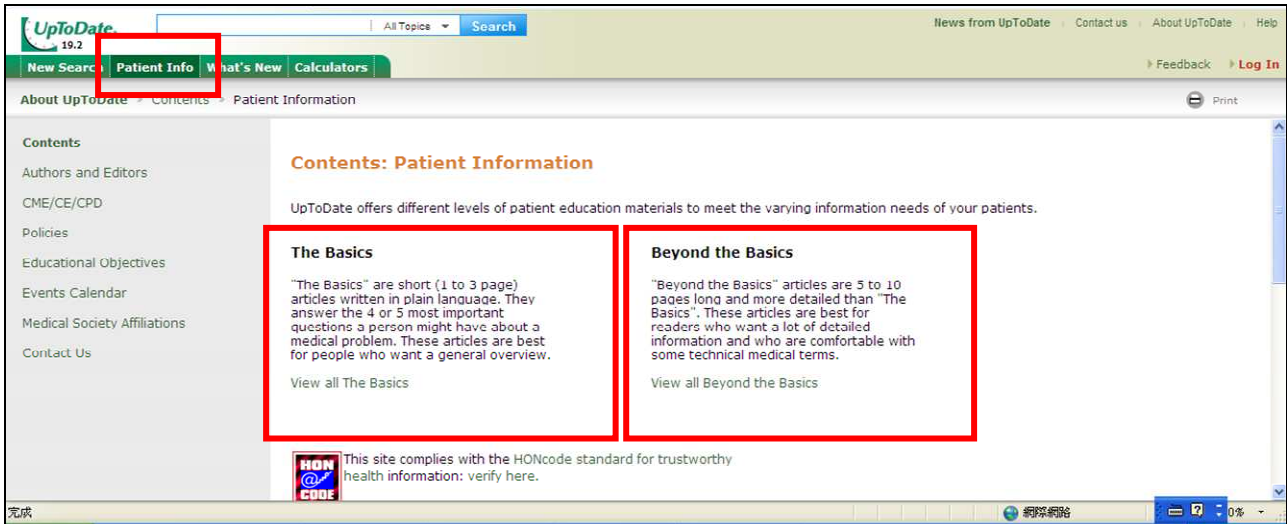 UpToDate®
19.2
All Topics
Search
News from UpToDate
Contact us
About UpToDate
Help
New Search
Patient Info
What's New
Calculators
Feedback
Log In
About UpToDate > Contents > Patient Information
Print
Contents
Authors and Editors
CME/CE/CPD
Policies
Educational Objectives
Events Calendar
Medical Society Affiliations
Contact Us
Contents: Patient Information
UpToDate offers different levels of patient education materials to meet the varying information needs of your patients.
The Basics
"The Basics" are short (1 to 3 page)
articles written in plain language. They
answer the 4 or 5 most important
questions a person might have about a
medical problem. These articles are best
for people who want a general overview.
View all The Basics
Beyond the Basics
"Beyond the Basics" articles are 5 to 10
pages long and more detailed than "The
Basics". These articles are best for
readers who want a lot of detailed
information and who are comfortable with
some technical medical terms.
View all Beyond the Basics
HON
@
CODE
This site complies with the HONcode standard for trustworthy
health information: verify here.
完成
網際網路
0%